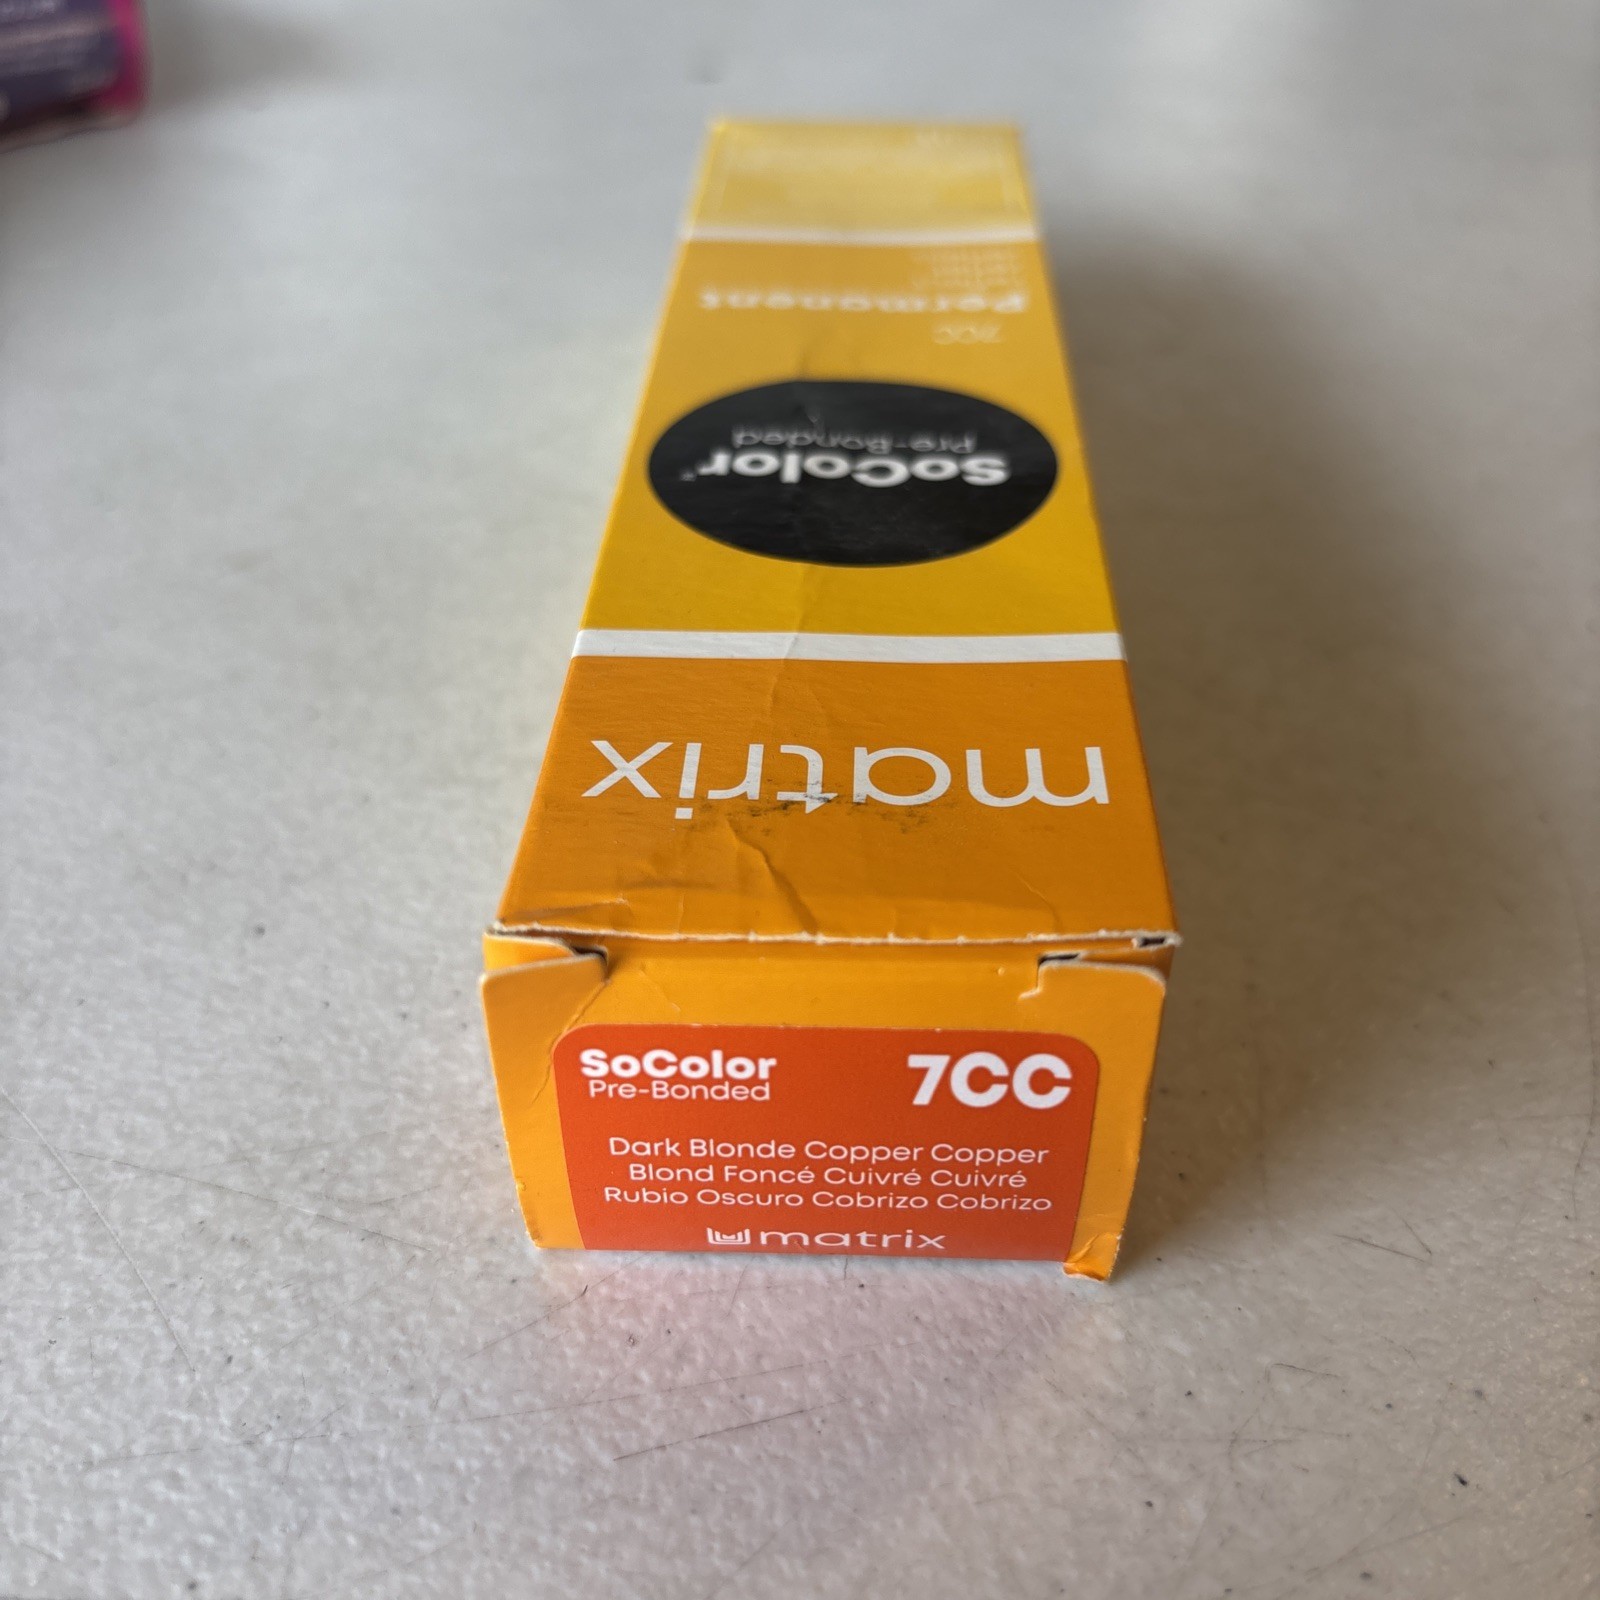 Permanent
7CC
Pre-Bonded
SoColor
matrix
SoColor
Pre-Bonded
7CC
Dark Blonde Copper Copper
Blond Foncé Cuivré Cuivré
Rubio Oscuro Cobrizo Cobrizo
matrix